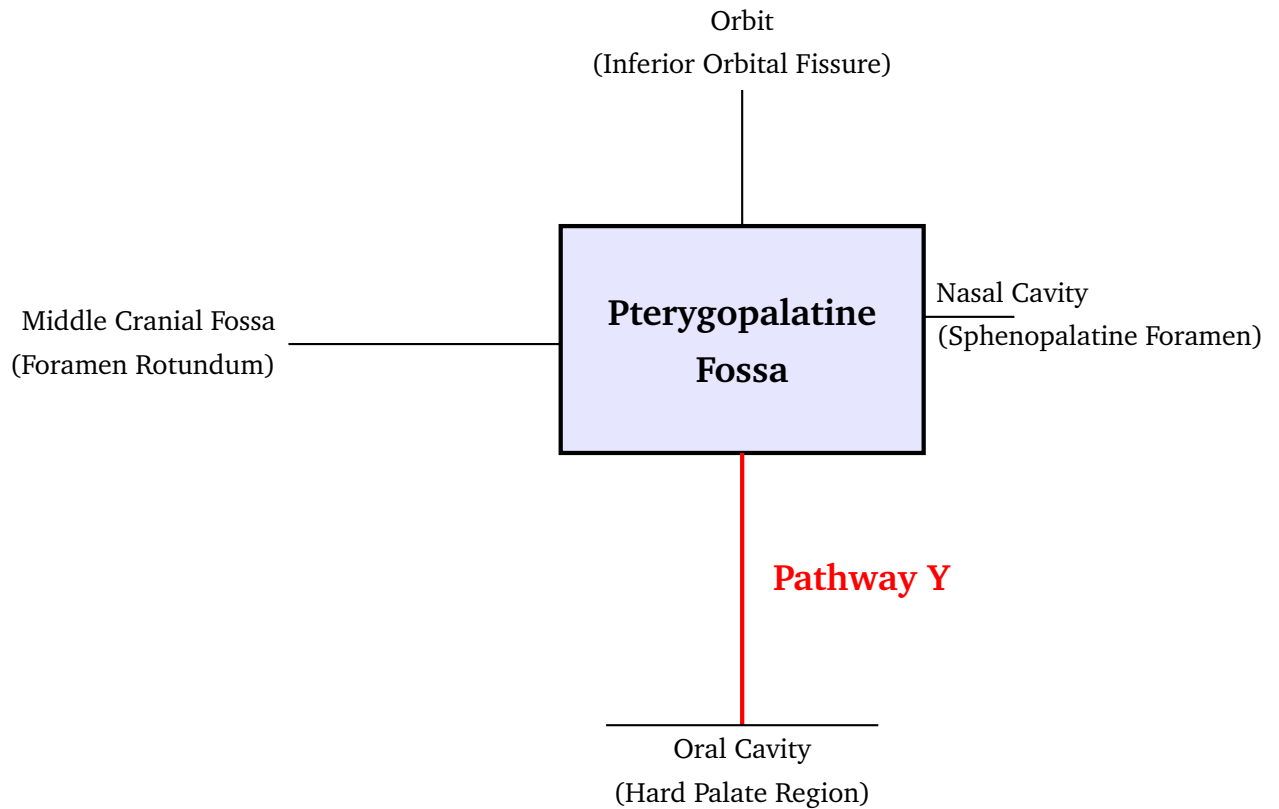 Orbit
(Inferior Orbital Fissure)
Pterygopalatine
Fossa
Nasal Cavity
(Sphenopalatine Foramen)
Middle Cranial Fossa
(Foramen Rotundum)
Pathway Y
Oral Cavity
(Hard Palate Region)